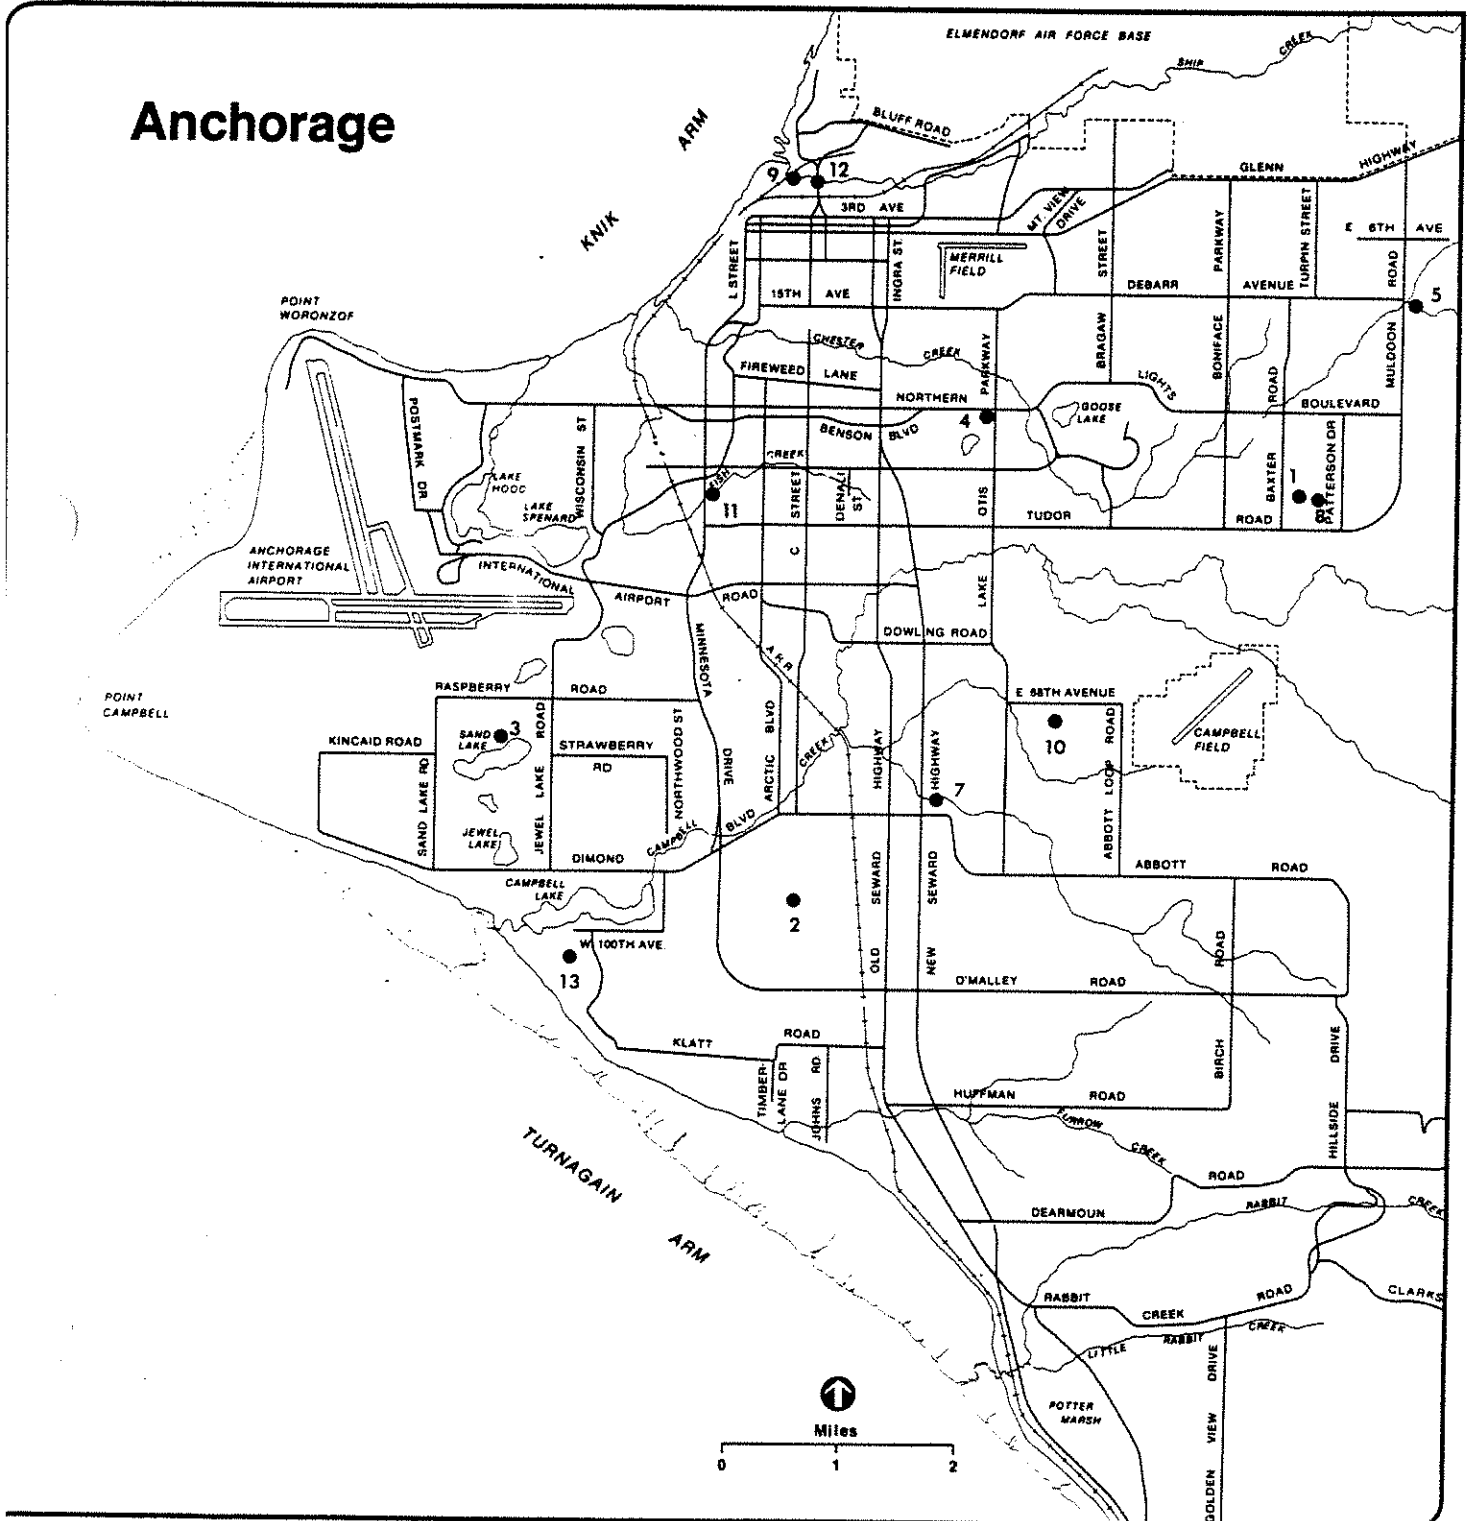 Anchorage
ELMENDORF AIR FORCE BASE
SHIP
CREEK
KNIK
ARM
BLUFF ROAD
GLENN
HIGHWAY
9
12
3RD AVE
MT. VIEW
DRIVE
E 6TH AVE
L STREET
INGRA ST.
MERRILL
FIELD
STREET
BRAGAW
PARKWAY
BONIFACE
TURPIN STREET
ROAD
MULDOON
15TH AVE
DEBARR
AVENUE
5
POINT
WORONZOF
CHESTER
CREEK
PARKWAY
FIREWEED LANE
NORTHERN
LIGHTS
BOULEVARD
BENSON BLVD
4
GOOSE
LAKE
ROAD
BAXTER
PATTERSON DR
1
8
POSTMARK DR.
WISCONSIN ST
LAKE
HOOD
LAKE
SPENARD
FISH
CREEK
11
STREET
C
DENALI
ST.
OTIS
LAKE
TUDOR
ROAD
ANCHORAGE
INTERNATIONAL
AIRPORT
INTERNATIONAL
AIRPORT
ROAD
DOWLING ROAD
MINNESOTA
DRIVE
A R R
POINT
CAMPBELL
RASPBERRY
ROAD
E 68TH AVENUE
10
CAMPBELL
FIELD
KINCAID ROAD
SAND
LAKE
3
STRAWBERRY
RD
SAND LAKE RD
JEWEL LAKE ROAD
NORTHWOOD ST
ARCTIC BLVD
CAMPBELL
CREEK
HIGHWAY
HIGHWAY
7
ABBOTT LOOP ROAD
JEWEL
LAKE
DIMOND
BLVD
ABBOTT
ROAD
CAMPBELL
LAKE
2
OLD SEWARD
NEW SEWARD
W. 100TH AVE.
13
O'MALLEY
ROAD
BIRCH
ROAD
KLATT
ROAD
TIMBER-
LANE DR
JOHNS RD
HILLSIDE DRIVE
HUFFMAN
ROAD
FURROW
CREEK
TURNAGAIN
ARM
ROAD
RABBIT
CREEK
DEARMOUN
RABBIT
CREEK
ROAD
CLARKS
LITTLE
RABBIT
CREEK
POTTER
MARSH
GOLDEN VIEW DRIVE
Miles
0
1
2